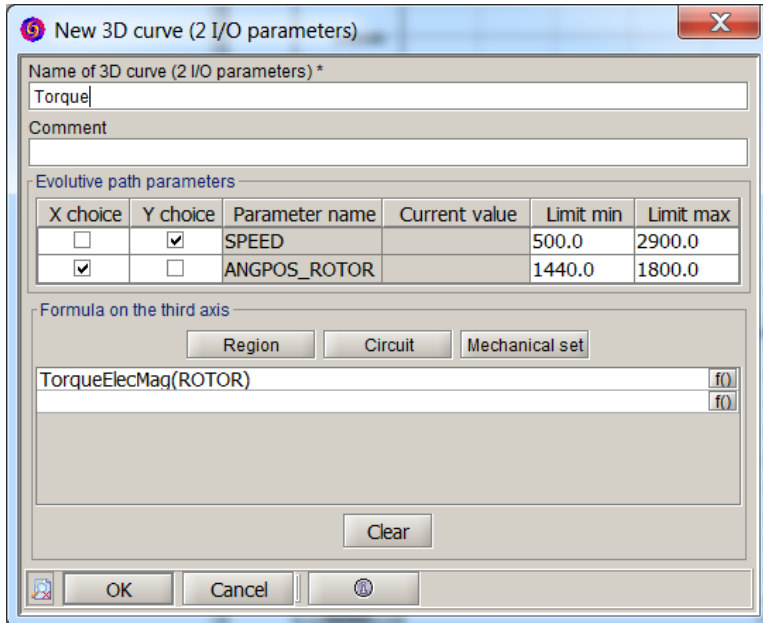 New 3D curve (2 I/O parameters)
Name of 3D curve (2 I/O parameters) *
Torque
Comment
Evolutive path parameters
X choice Y choice Parameter name Current value Limit min Limit max
SPEED 500.0 2900.0
ANGPOS_ROTOR 1440.0 1800.0
Formula on the third axis
Region Circuit Mechanical set
TorqueElecMag(ROTOR) f()
f()
Clear
OK Cancel